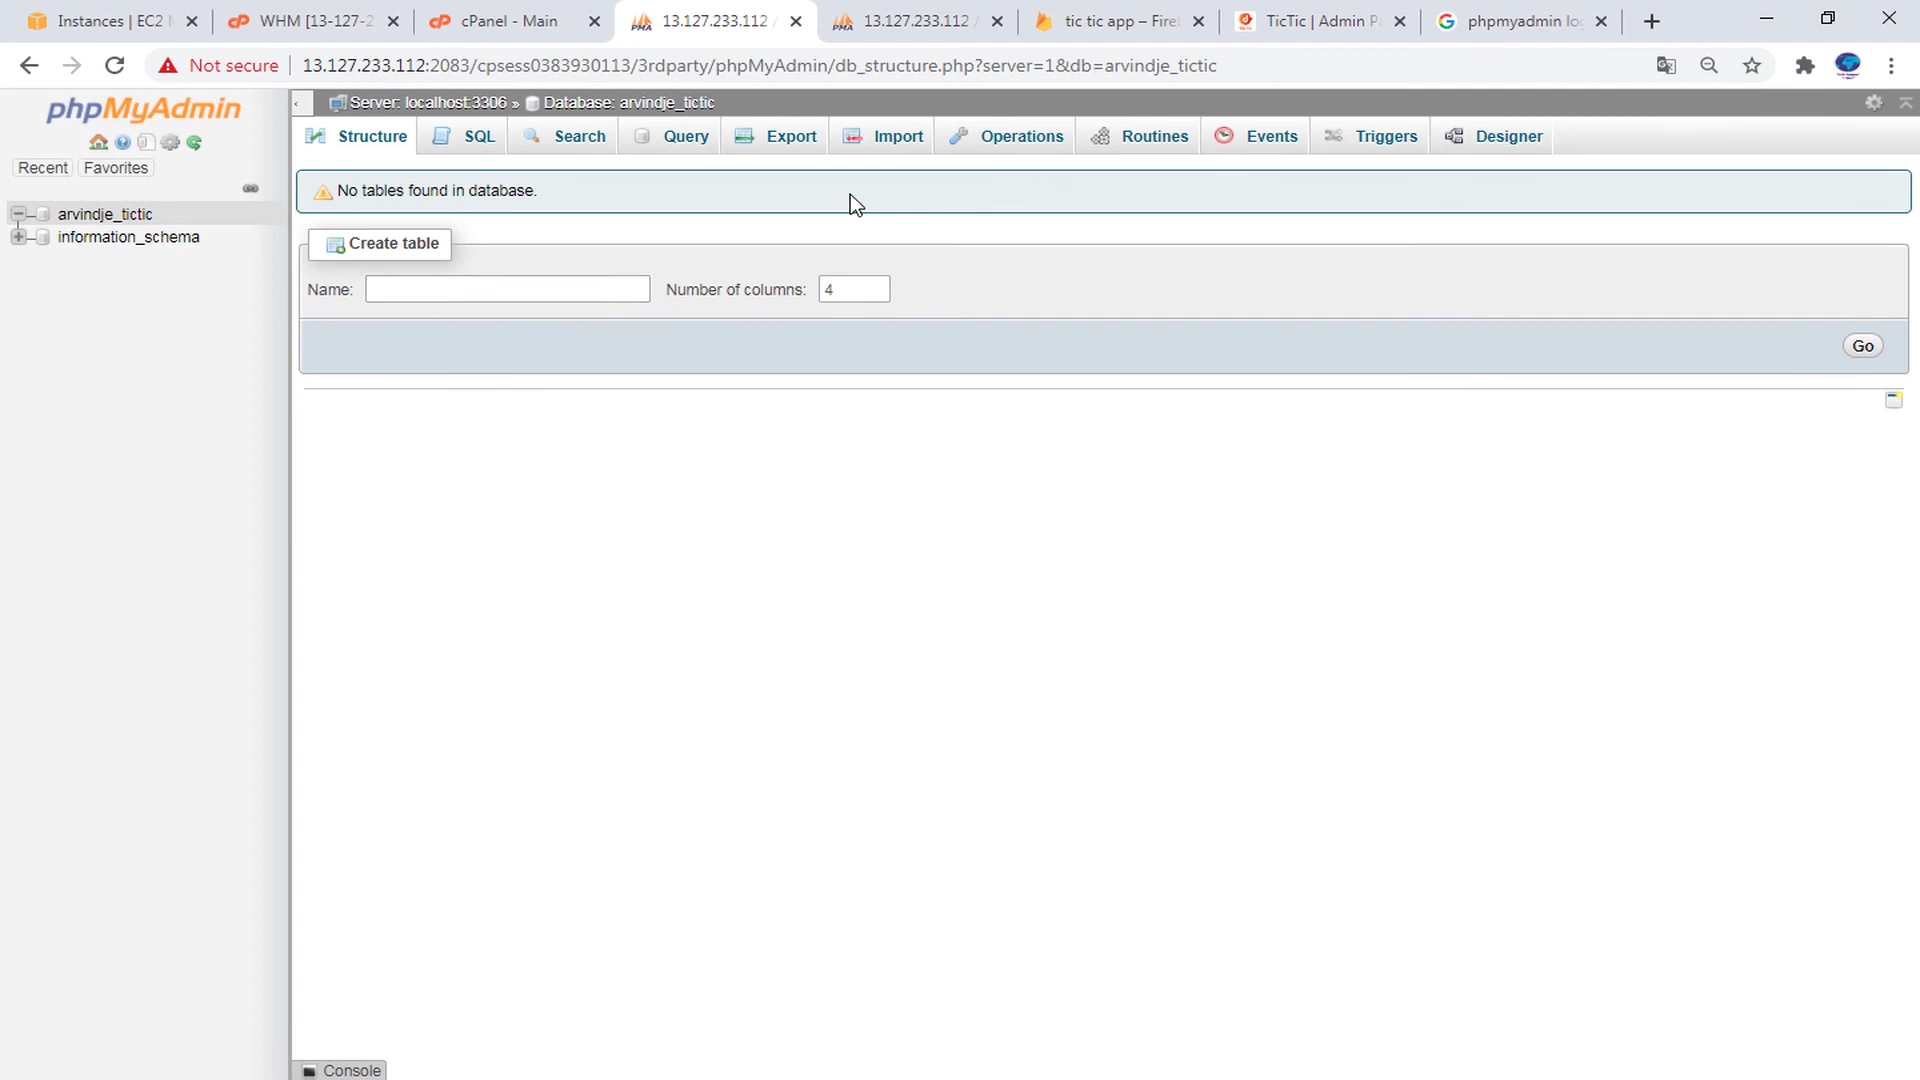 Instances | EC2 M
WHM [13-127-2
cPanel - Main
13.127.233.112 /
13.127.233.112 /
tic tic app – Fire
TicTic | Admin Pa
phpmyadmin lo
Not secure
13.127.233.112:2083/cpsess0383930113/3rdparty/phpMyAdmin/db_structure.php?server=1&db=arvindje_tictic
phpMyAdmin
Recent
Favorites
arvindje_tictic
information_schema
Server: localhost:3306 » Database: arvindje_tictic
Structure
SQL
Search
Query
Export
Import
Operations
Routines
Events
Triggers
Designer
No tables found in database.
Create table
Name:
Number of columns: 4
Go
Console